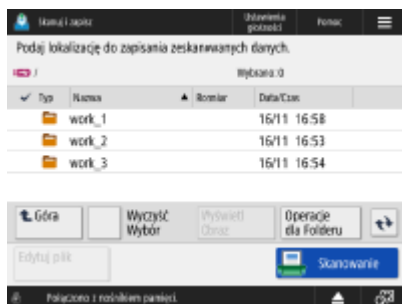 Skanuj i zapisz
Ustawienia gotowości
Pomoc
Podaj lokalizację do zapisania zeskanwanych danych.
/
Wybrano: 0
Typ
Nazwa
Rozmiar
Data/Czas
work_1
16/11 16:58
work_2
16/11 16:53
work_3
16/11 16:54
Góra
Wyczyść
Wybór
Wyświetl
Obraz
Operacje
dla Folderu
Edytuj plik
Skanowanie
Połączono z nośnikiem pamięci.